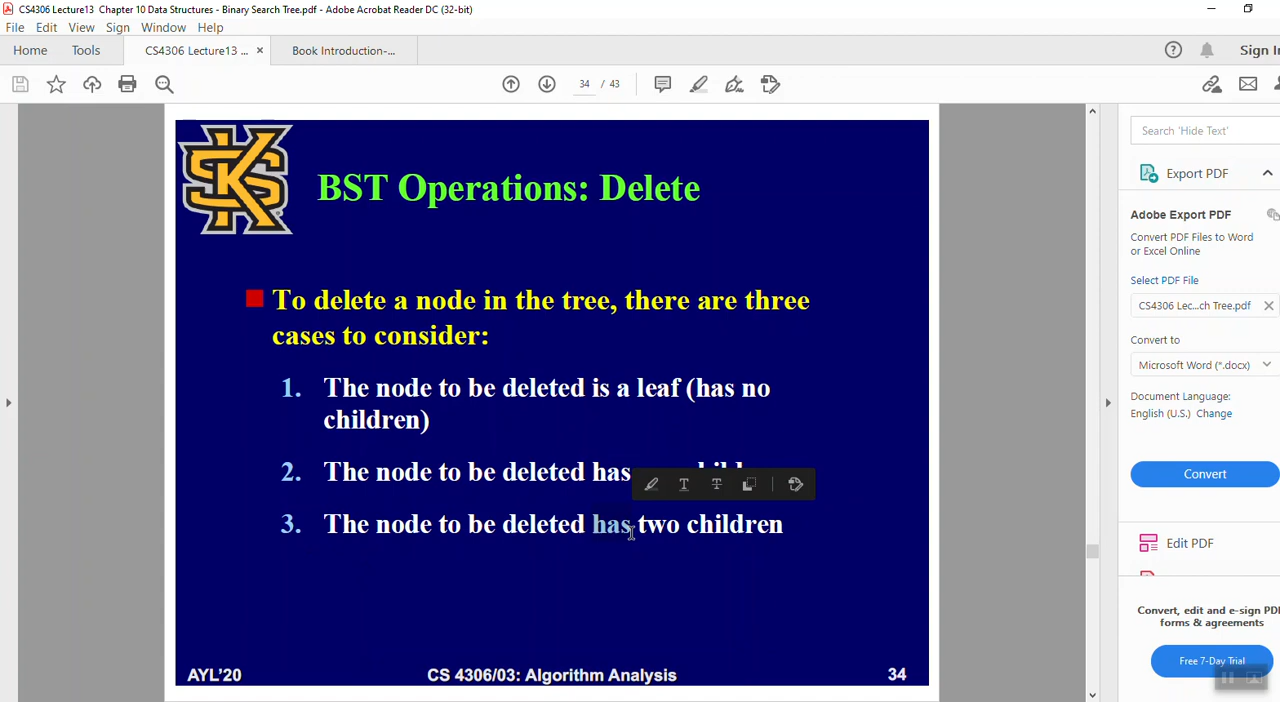 CS4306 Lecture13 Chapter 10 Data Structures - Binary Search Tree.pdf - Adobe Acrobat Reader DC (32-bit)
File Edit View Sign Window Help
Home Tools CS4306 Lecture13 ... × Book Introduction-... Sign In
34 / 43
Search 'Hide Text'
Export PDF
Adobe Export PDF
Convert PDF Files to Word
or Excel Online
Select PDF File
CS4306 Lec...ch Tree.pdf
Convert to
Microsoft Word (*.docx)
Document Language:
English (U.S.) Change
Convert
Edit PDF
Convert, edit and e-sign PDF
forms & agreements
Free 7-Day Trial
KS
BST Operations: Delete
To delete a node in the tree, there are three
cases to consider:
1. The node to be deleted is a leaf (has no
children)
2. The node to be deleted has
3. The node to be deleted has two children
AYL'20 CS 4306/03: Algorithm Analysis 34